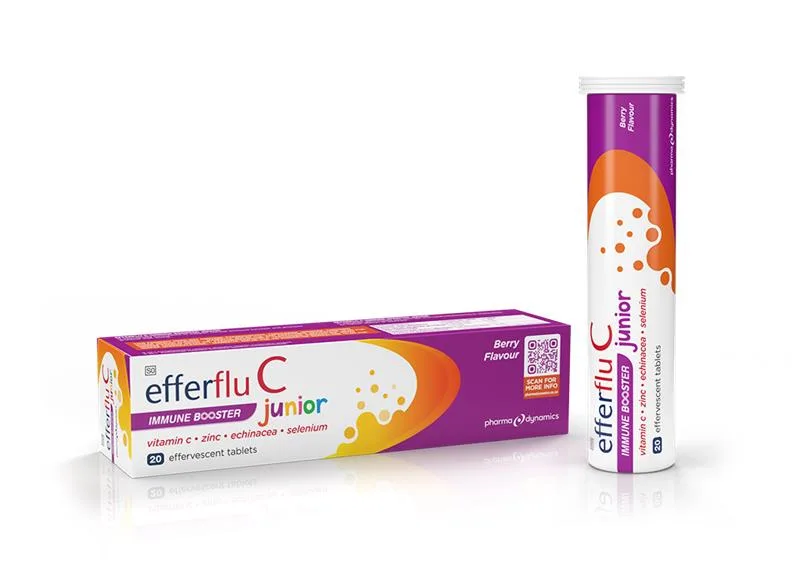 S0
efferflu C
IMMUNE BOOSTER
junior
vitamin c • zinc • echinacea • selenium
20 effervescent tablets
Berry
Flavour
SCAN FOR
MORE INFO
pharma dynamics
Berry
Flavour
pharma dynamics
efferflu C
IMMUNE BOOSTER
junior
vitamin c • zinc • echinacea • selenium
20 effervescent tablets